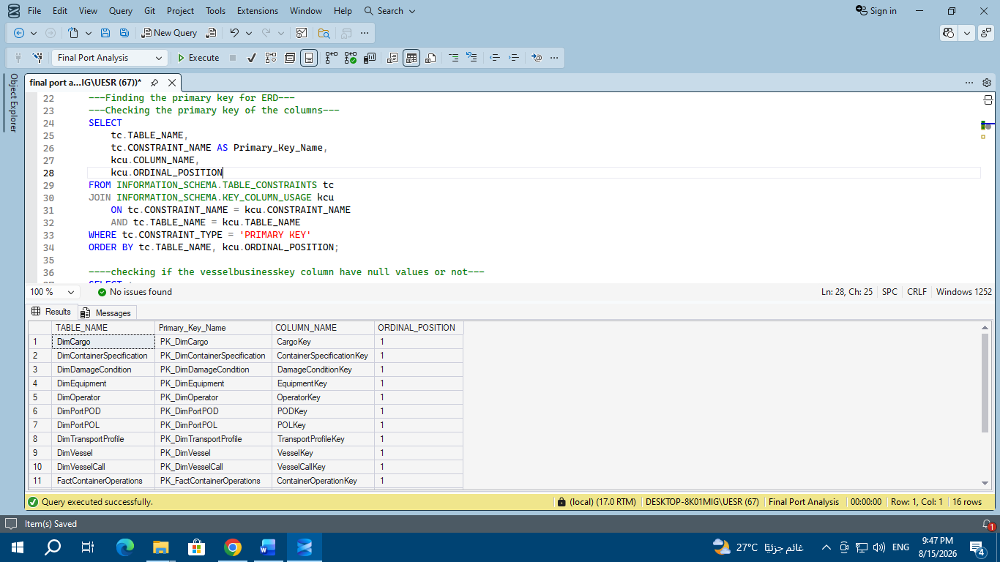 File Edit View Query Git Project Tools Extensions Window Help Search Sign in
New Query
Final Port Analysis Execute
Object Explorer
final port a...IG\UESR (67))*
22 ---Finding the primary key for ERD---
23 ---Checking the primary key of the columns---
24 SELECT
25 tc.TABLE_NAME,
26 tc.CONSTRAINT_NAME AS Primary_Key_Name,
27 kcu.COLUMN_NAME,
28 kcu.ORDINAL_POSITION
29 FROM INFORMATION_SCHEMA.TABLE_CONSTRAINTS tc
30 JOIN INFORMATION_SCHEMA.KEY_COLUMN_USAGE kcu
31 ON tc.CONSTRAINT_NAME = kcu.CONSTRAINT_NAME
32 AND tc.TABLE_NAME = kcu.TABLE_NAME
33 WHERE tc.CONSTRAINT_TYPE = 'PRIMARY KEY'
34 ORDER BY tc.TABLE_NAME, kcu.ORDINAL_POSITION;
35
36 ----checking if the vesselbusinesskey column have null values or not---
100 % No issues found Ln: 28, Ch: 25 SPC CRLF Windows 1252
Results Messages
TABLE_NAME Primary_Key_Name COLUMN_NAME ORDINAL_POSITION
1 DimCargo PK_DimCargo CargoKey 1
2 DimContainerSpecification PK_DimContainerSpecification ContainerSpecificationKey 1
3 DimDamageCondition PK_DimDamageCondition DamageConditionKey 1
4 DimEquipment PK_DimEquipment EquipmentKey 1
5 DimOperator PK_DimOperator OperatorKey 1
6 DimPortPOD PK_DimPortPOD PODKey 1
7 DimPortPOL PK_DimPortPOL POLKey 1
8 DimTransportProfile PK_DimTransportProfile TransportProfileKey 1
9 DimVessel PK_DimVessel VesselKey 1
10 DimVesselCall PK_DimVesselCall VesselCallKey 1
11 FactContainerOperations PK_FactContainerOperations ContainerOperationKey 1
Query executed successfully. (local) (17.0 RTM) DESKTOP-8K01MIG\UESR (67) Final Port Analysis 00:00:00 Row: 1, Col: 1 16 rows
Item(s) Saved 1
27°C غائم جزئيًا ENG 9:47 PM
8/15/2026 4